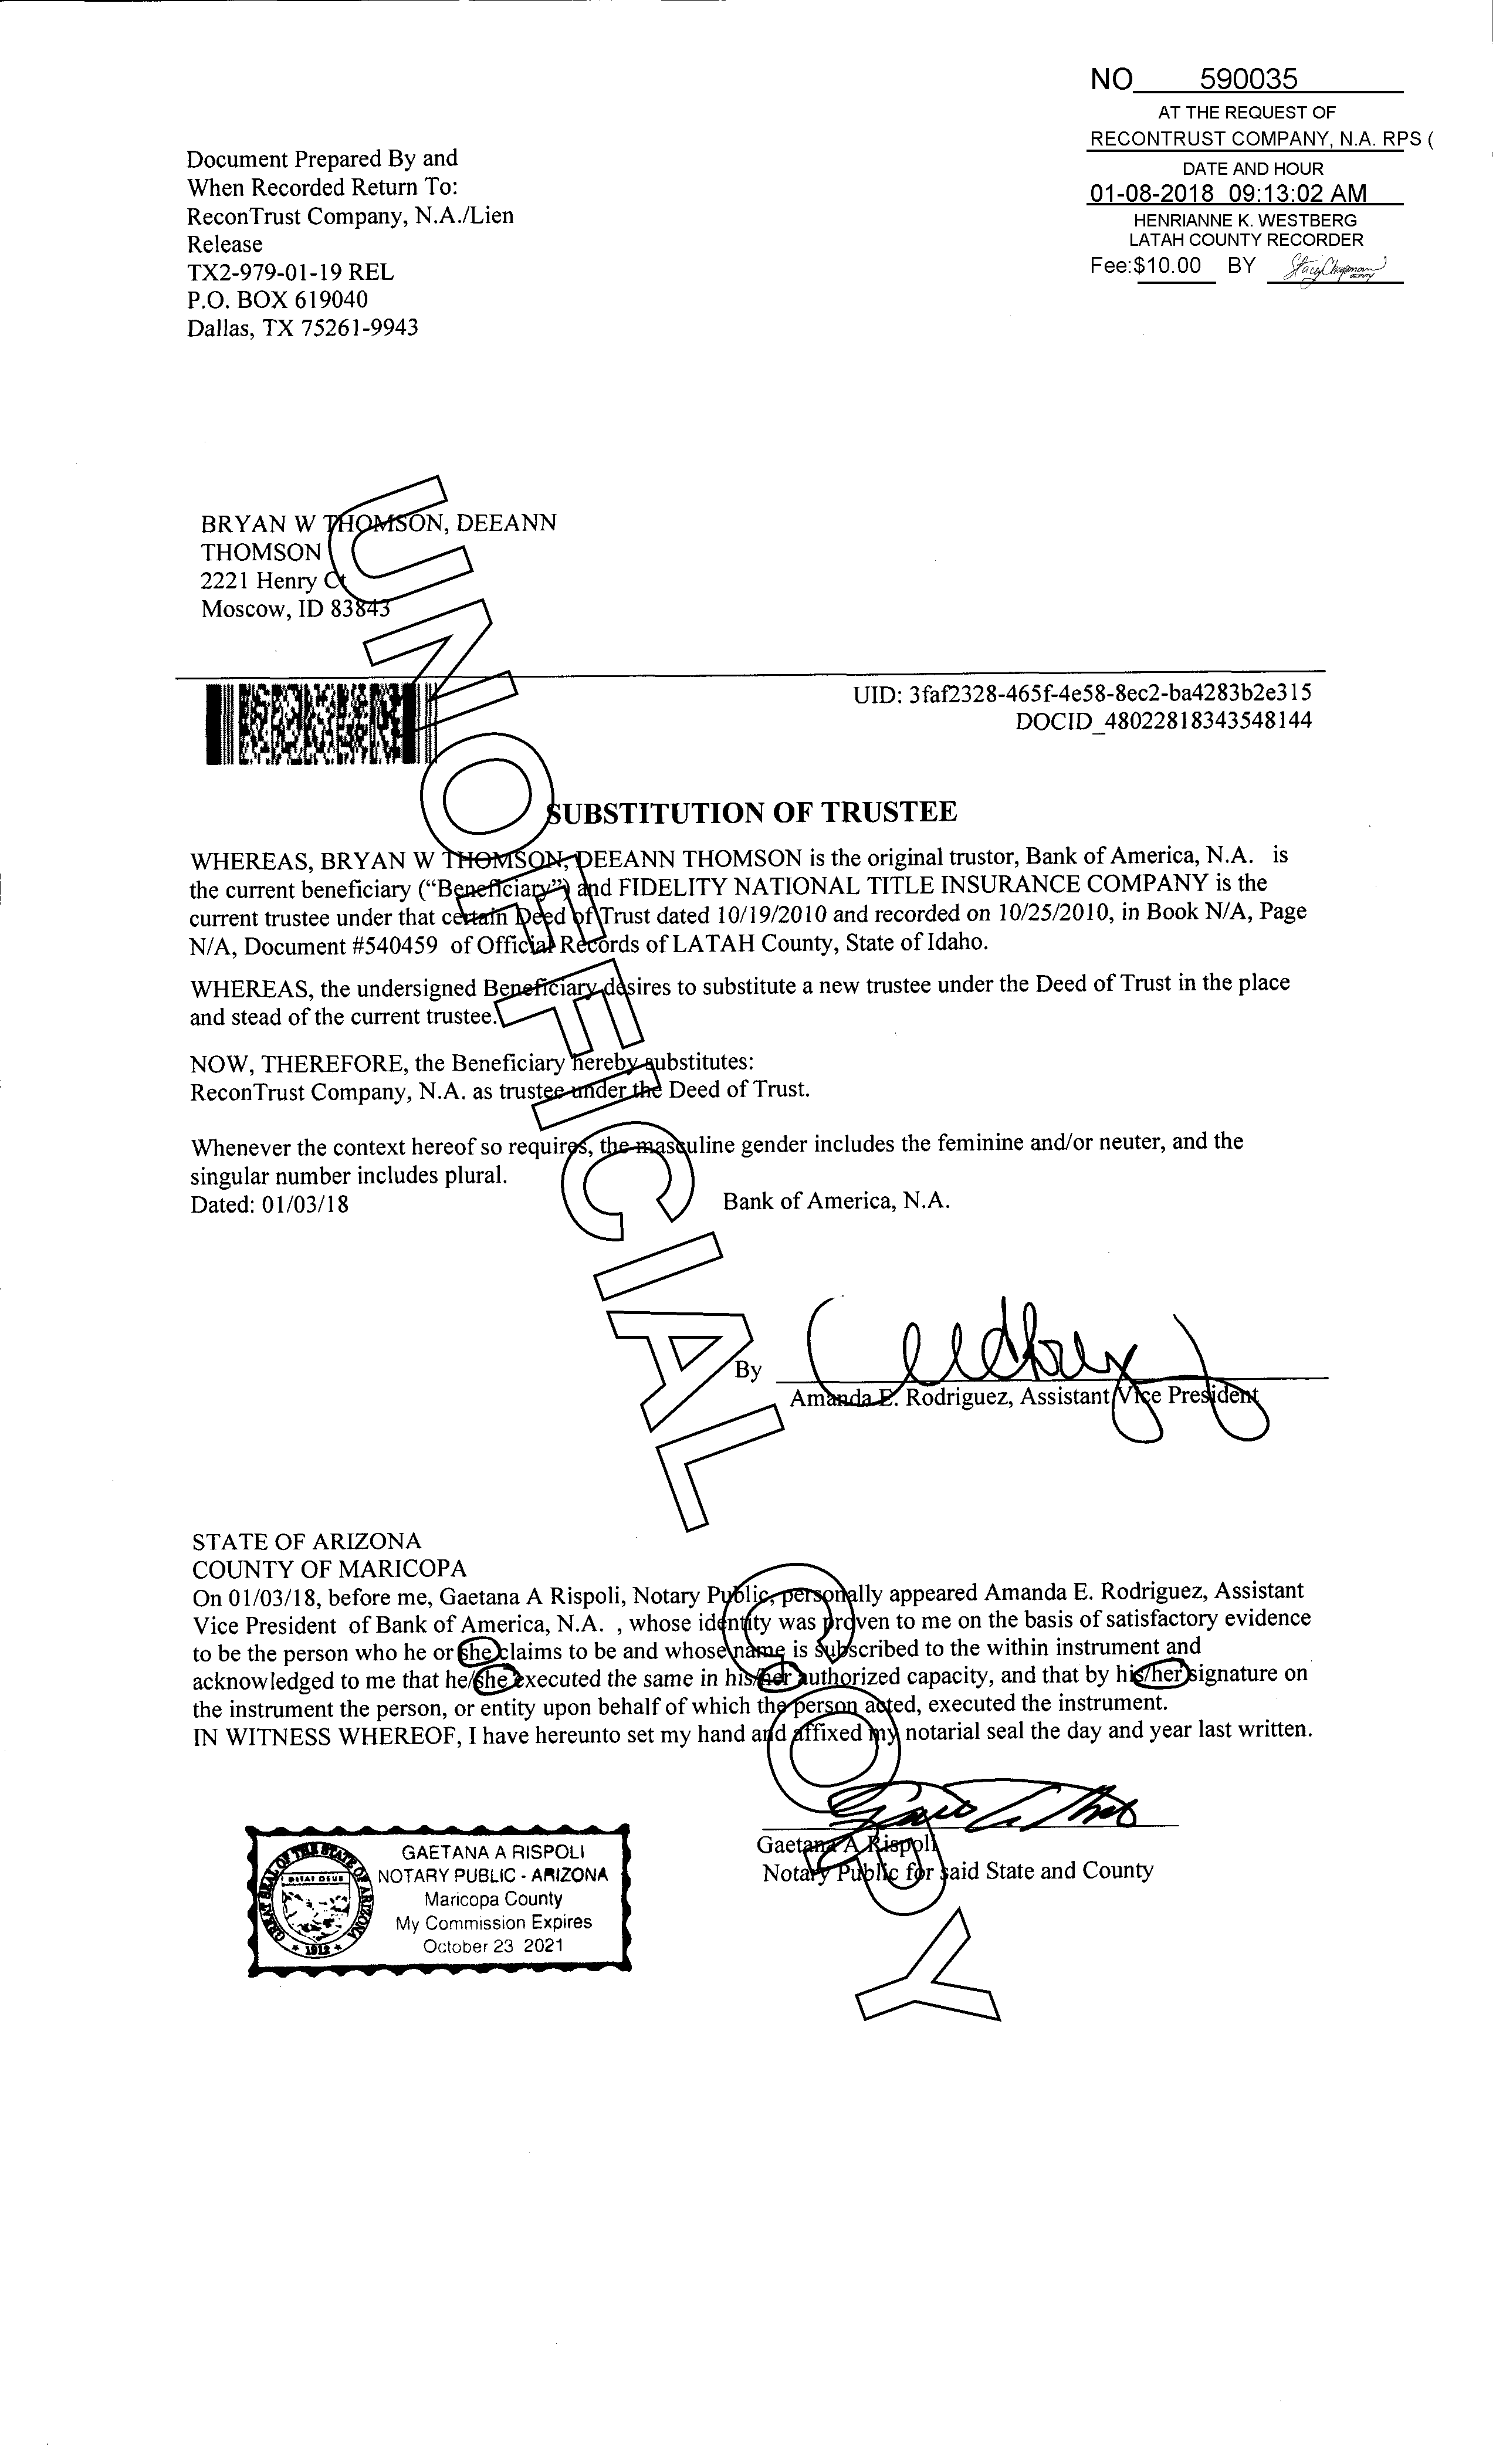 NO 590035
AT THE REQUEST OF
RECONTRUST COMPANY, N.A. RPS (
DATE AND HOUR
01-08-2018 09:13:02 AM
HENRIANNE K. WESTBERG
LATAH COUNTY RECORDER
Fee:$10.00 BY Stacy Chapman
Document Prepared By and
When Recorded Return To:
ReconTrust Company, N.A./Lien
Release
TX2-979-01-19 REL
P.O. BOX 619040
Dallas, TX 75261-9943
BRYAN W THOMSON, DEEANN
THOMSON
2221 Henry Ct
Moscow, ID 83843
UID: 3faf2328-465f-4e58-8ec2-ba4283b2e315
DOCID_48022818343548144
SUBSTITUTION OF TRUSTEE
WHEREAS, BRYAN W THOMSON, DEEANN THOMSON is the original trustor, Bank of America, N.A. is
the current beneficiary (“Beneficiary”) and FIDELITY NATIONAL TITLE INSURANCE COMPANY is the
current trustee under that certain Deed of Trust dated 10/19/2010 and recorded on 10/25/2010, in Book N/A, Page
N/A, Document #540459 of Official Records of LATAH County, State of Idaho.
WHEREAS, the undersigned Beneficiary desires to substitute a new trustee under the Deed of Trust in the place
and stead of the current trustee.
NOW, THEREFORE, the Beneficiary hereby substitutes:
ReconTrust Company, N.A. as trustee under the Deed of Trust.
Whenever the context hereof so requires, the masculine gender includes the feminine and/or neuter, and the
singular number includes plural.
Dated: 01/03/18 Bank of America, N.A.
By
Amanda E. Rodriguez, Assistant Vice President
STATE OF ARIZONA
COUNTY OF MARICOPA
On 01/03/18, before me, Gaetana A Rispoli, Notary Public, personally appeared Amanda E. Rodriguez, Assistant
Vice President of Bank of America, N.A. , whose identity was proven to me on the basis of satisfactory evidence
to be the person who he or she claims to be and whose name is subscribed to the within instrument and
acknowledged to me that he/she executed the same in his/her authorized capacity, and that by his/her signature on
the instrument the person, or entity upon behalf of which the person acted, executed the instrument.
IN WITNESS WHEREOF, I have hereunto set my hand and affixed my notarial seal the day and year last written.
Gaetana A Rispoli
Notary Public for said State and County
GREAT SEAL OF THE STATE OF ARIZONA
DITAT DEUS
1912
GAETANA A RISPOLI
NOTARY PUBLIC - ARIZONA
Maricopa County
My Commission Expires
October 23 2021
UNOFFICIAL COPY